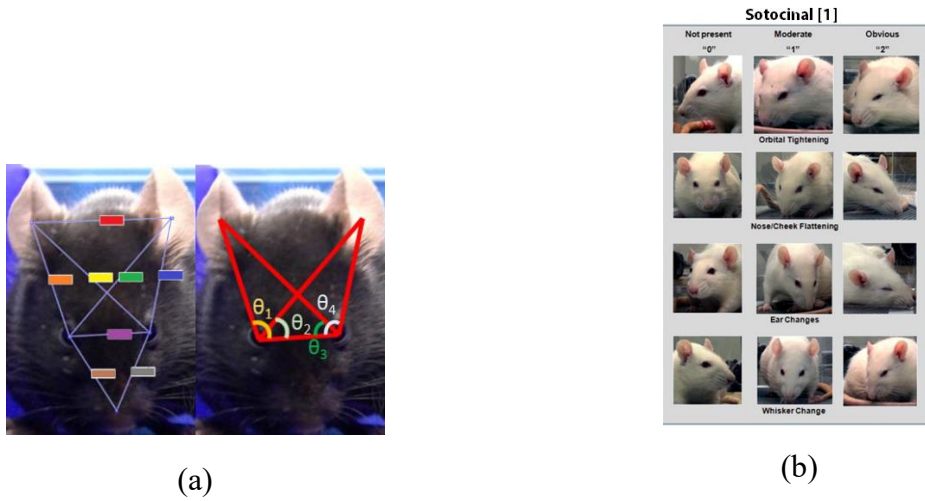 Sotocinal [1]
Not present Moderate Obvious
“0” “1” “2”
Orbital Tightening
Nose/Cheek Flattening
Ear Changes
Whisker Change
θ1 θ2 θ3 θ4
(a)
(b)